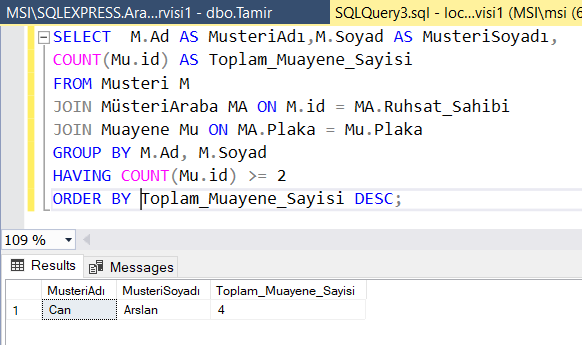 MSI\SQLEXPRESS.Ara...rvisi1 - dbo.Tamir
SQLQuery3.sql - loc...visi1 (MSI\msi (56
SELECT M.Ad AS MusteriAdı,M.Soyad AS MusteriSoyadı,
COUNT(Mu.id) AS Toplam_Muayene_Sayisi
FROM Musteri M
JOIN MüsteriAraba MA ON M.id = MA.Ruhsat_Sahibi
JOIN Muayene Mu ON MA.Plaka = Mu.Plaka
GROUP BY M.Ad, M.Soyad
HAVING COUNT(Mu.id) >= 2
ORDER BY Toplam_Muayene_Sayisi DESC;
109 %
Results Messages
MusteriAdı MusteriSoyadı Toplam_Muayene_Sayisi
1 Can Arslan 4